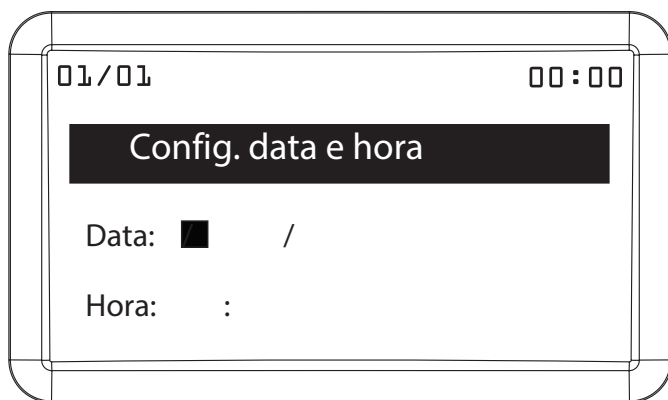 01/01 00:00
Config. data e hora
Data: / /
Hora: :